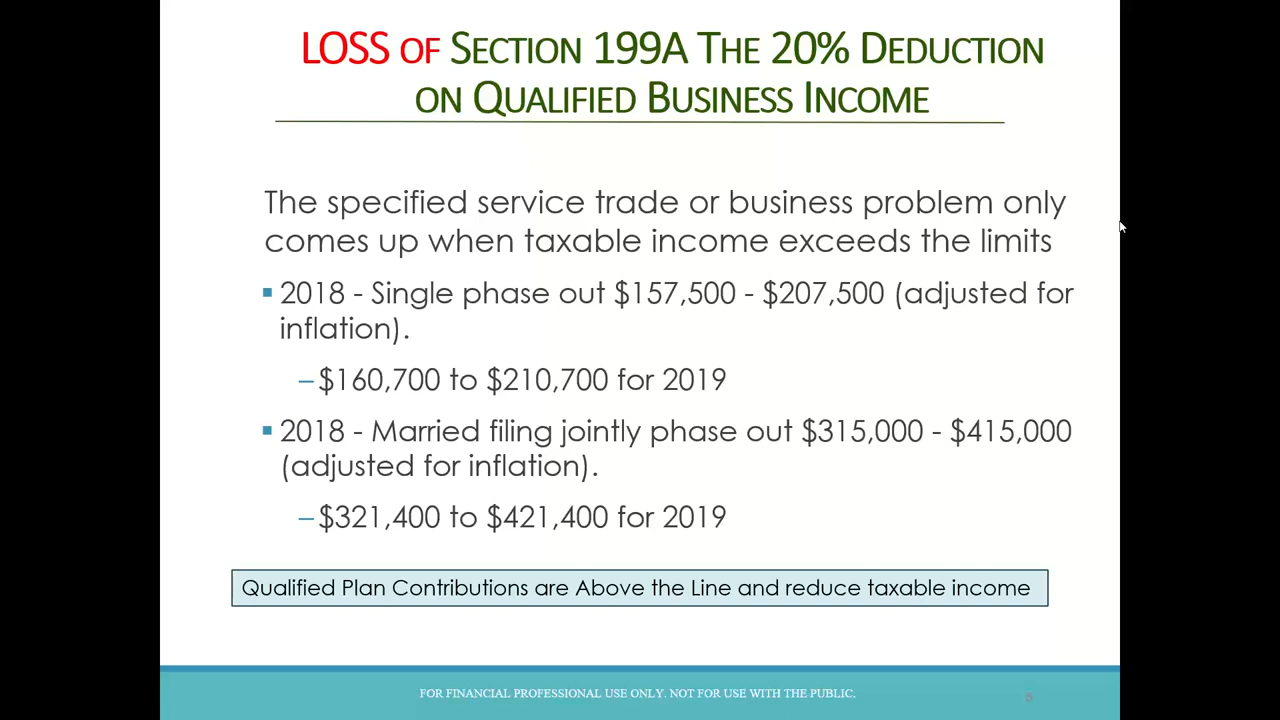 LOSS OF SECTION 199A THE 20% DEDUCTION
ON QUALIFIED BUSINESS INCOME
The specified service trade or business problem only
comes up when taxable income exceeds the limits
▪ 2018 - Single phase out $157,500 - $207,500 (adjusted for
inflation).
–$160,700 to $210,700 for 2019
▪ 2018 - Married filing jointly phase out $315,000 - $415,000
(adjusted for inflation).
–$321,400 to $421,400 for 2019
Qualified Plan Contributions are Above the Line and reduce taxable income
FOR FINANCIAL PROFESSIONAL USE ONLY. NOT FOR USE WITH THE PUBLIC.
5